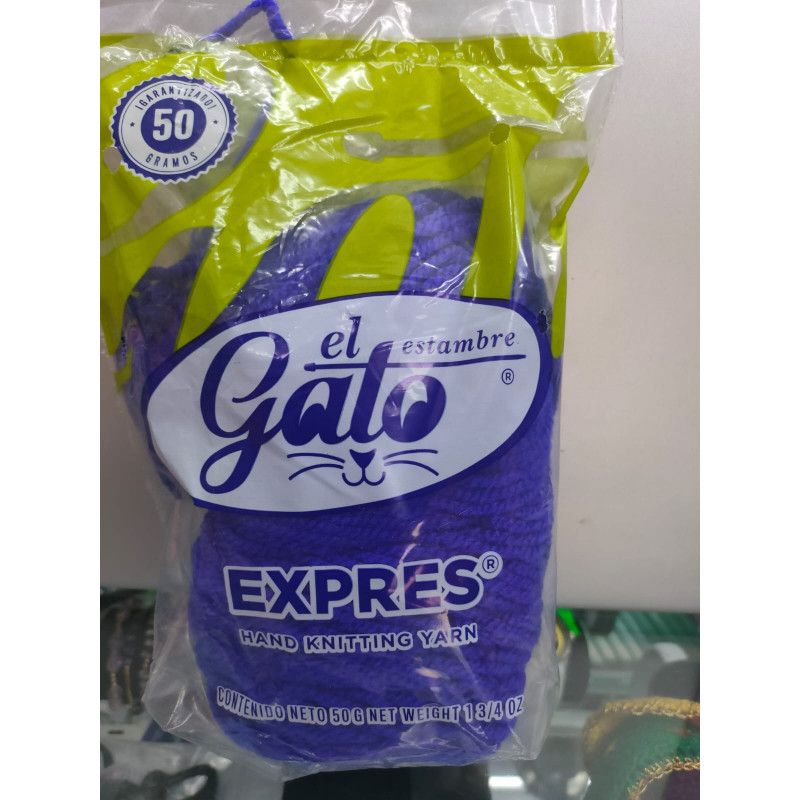 ¡GARANTIZADO!
50
GRAMOS
el estambre
Gato ®
EXPRES®
HAND KNITTING YARN
CONTENIDO NETO 50 G NET WEIGHT 1 3/4 OZ